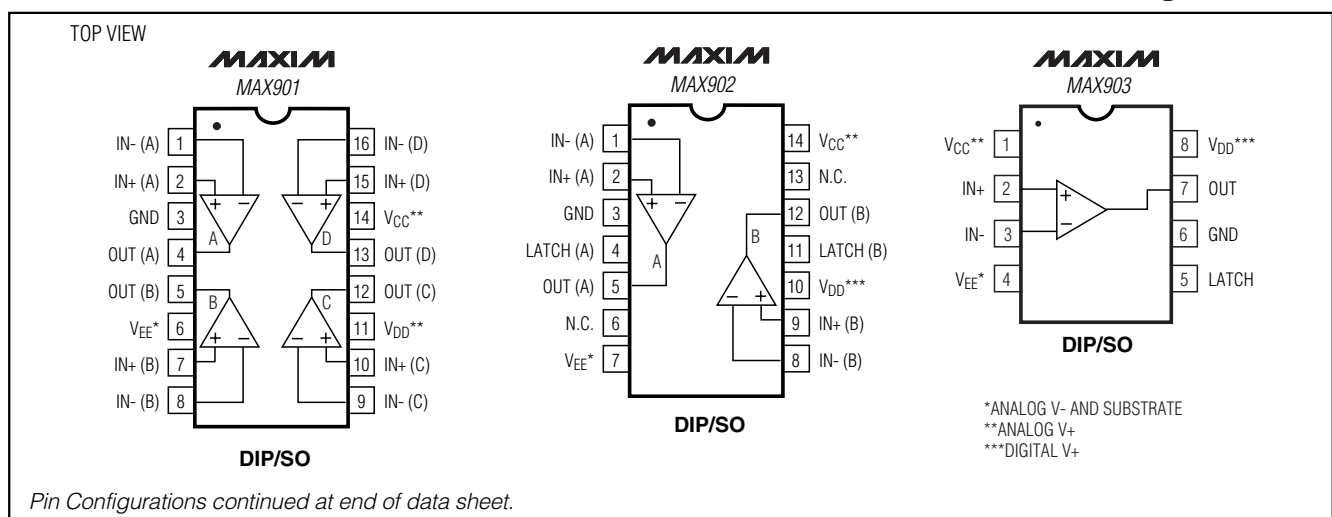 TOP VIEW
MAXIM
MAX901
IN- (A) 1
IN+ (A) 2
GND 3
OUT (A) 4
OUT (B) 5
VEE* 6
IN+ (B) 7
IN- (B) 8
16 IN- (D)
15 IN+ (D)
14 VCC**
13 OUT (D)
12 OUT (C)
11 VDD**
10 IN+ (C)
9 IN- (C)
+ −
− +
A
D
B
C
− +
+ −
DIP/SO
MAXIM
MAX902
IN- (A) 1
IN+ (A) 2
GND 3
LATCH (A) 4
OUT (A) 5
N.C. 6
VEE* 7
14 VCC**
13 N.C.
12 OUT (B)
11 LATCH (B)
10 VDD***
9 IN+ (B)
8 IN- (B)
+ −
A
B
− +
DIP/SO
MAXIM
MAX903
VCC** 1
IN+ 2
IN- 3
VEE* 4
8 VDD***
7 OUT
6 GND
5 LATCH
+
−
DIP/SO
*ANALOG V- AND SUBSTRATE
**ANALOG V+
***DIGITAL V+
Pin Configurations continued at end of data sheet.